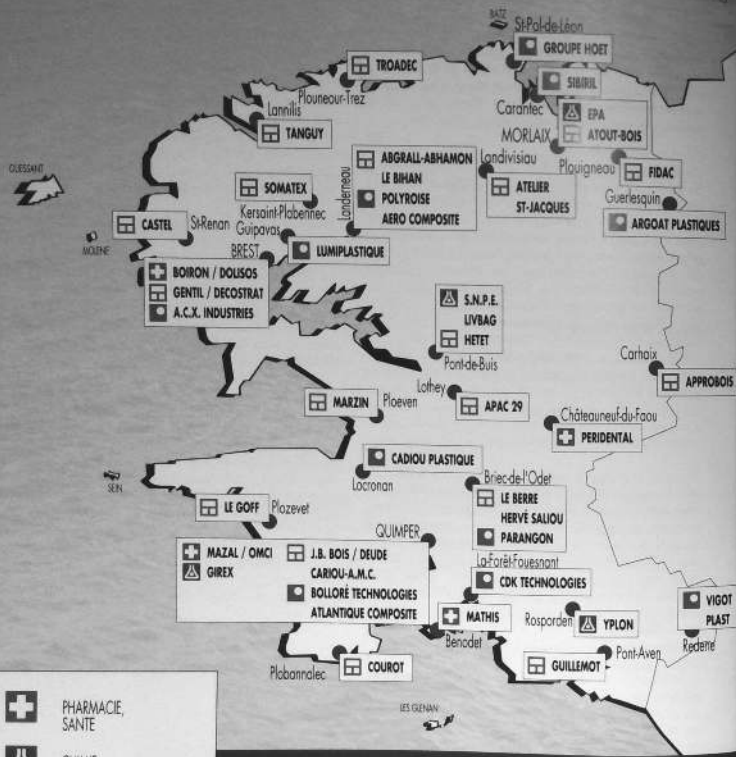 BATZ
St-Pol-de-Léon
GROUPE HOET
TROADEC
Plouneour-Trez
SIBIRIL
Carantec
Lannilis
TANGUY
EPA
ATOUT-BOIS
MORLAIX
Plouigneau
FIDAC
ABGRALL-ABHAMON
LE BIHAN
POLYROISE
AERO COMPOSITE
Landerneau
Landivisiau
ATELIER
ST-JACQUES
Guerlesquin
ARGOAT PLASTIQUES
OUESSANT
SOMATEX
Kersaint-Plabennec
CASTEL
St-Renan
Guipavas
LUMIPLASTIQUE
MOLENE
BREST
BOIRON / DOLISOS
GENTIL / DECOSTRAT
A.C.X. INDUSTRIES
S.N.P.E.
LIVBAG
HETET
Pont-de-Buis
Carhaix
APPROBOIS
Lothey
APAC 29
MARZIN
Ploeven
Châteauneuf-du-Faou
PERIDENTAL
CADIOU PLASTIQUE
Locronan
Briec-de-l'Odet
LE BERRE
HERVÉ SALIOU
PARANGON
SEIN
LE GOFF
Plozevet
QUIMPER
MAZAL / OMCI
GIREX
J.B. BOIS / DEUDE
CARIOU-A.M.C.
BOLLORÉ TECHNOLOGIES
ATLANTIQUE COMPOSITE
La-Forêt-Fouesnant
CDK TECHNOLOGIES
MATHIS
Benodet
Rosporden
YPLON
VIGOT
PLAST
Redené
Plobannalec
COUROT
GUILLEMOT
Pont-Aven
LES GLENAN
PHARMACIE,
SANTE